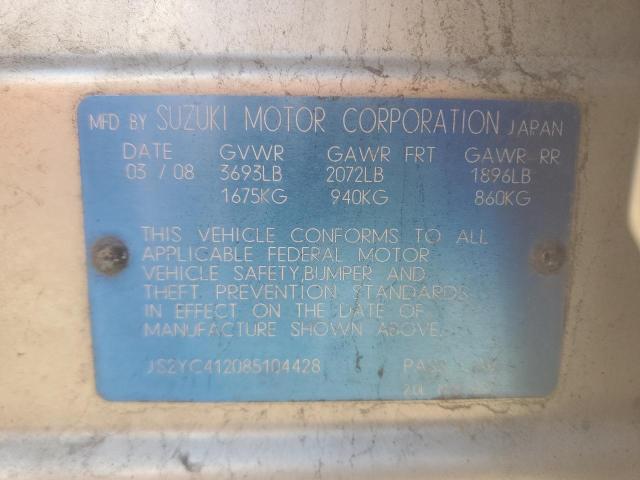 MFD BY SUZUKI MOTOR CORPORATION JAPAN
DATE GVWR GAWR FRT GAWR RR
03 / 08 3693LB 2072LB 1896LB
1675KG 940KG 860KG
THIS VEHICLE CONFORMS TO ALL
APPLICABLE FEDERAL MOTOR
VEHICLE SAFETY,BUMPER AND
THEFT PREVENTION STANDARDS
IN EFFECT ON THE DATE OF
MANUFACTURE SHOWN ABOVE.
JS2YC412085104428